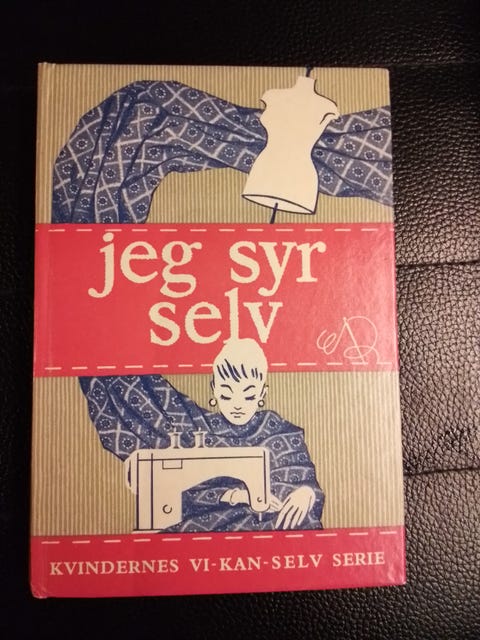 jeg syr
selv
KVINDERNES VI-KAN-SELV SERIE